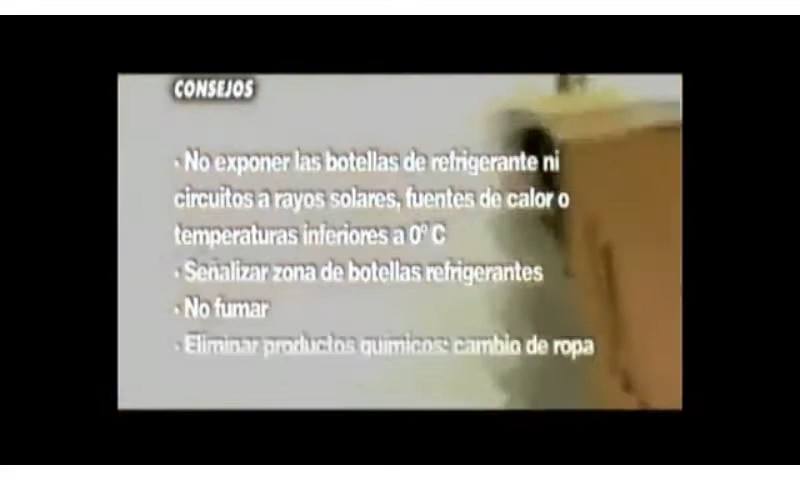 CONSEJOS
· No exponer las botellas de refrigerante ni
circuitos a rayos solares, fuentes de calor o
temperaturas inferiores a 0º C
· Señalizar zona de botellas refrigerantes
· No fumar
· Eliminar productos químicos: cambio de ropa